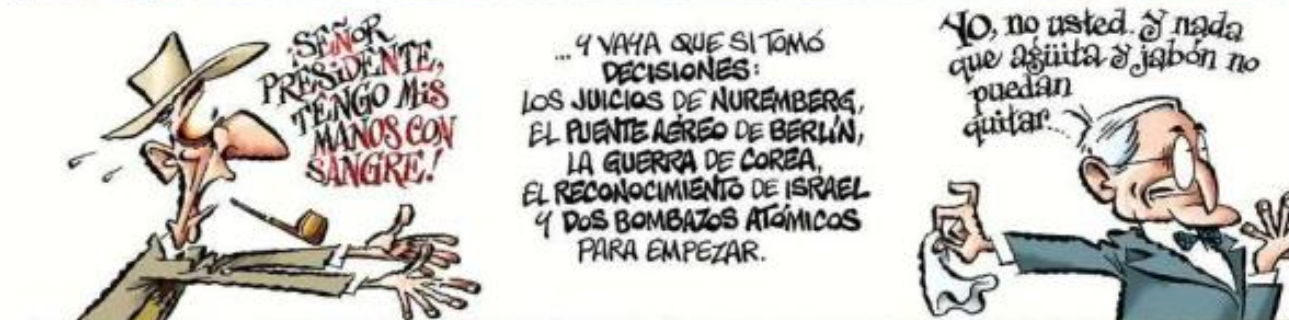 ¡SEÑOR
PRESIDENTE,
TENGO MIS
MANOS CON
SANGRE!
...Y VAYA QUE SI TOMÓ
DECISIONES:
LOS JUICIOS DE NUREMBERG,
EL PUENTE AÉREO DE BERLÍN,
LA GUERRA DE COREA,
EL RECONOCIMIENTO DE ISRAEL
Y DOS BOMBAZOS ATÓMICOS
PARA EMPEZAR.
YO, no usted. Y nada
que agüita y jabón no
puedan
quitar...